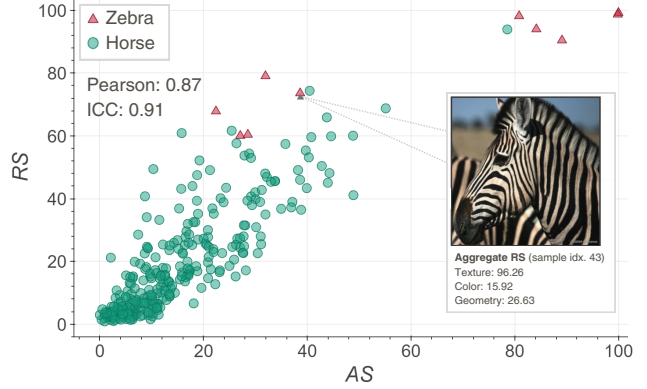 100
80
60
40
20
0
RS
Zebra
Horse
Pearson: 0.87
ICC: 0.91
Aggregate RS (sample idx. 43)
Texture: 96.26
Color: 15.92
Geometry: 26.63
0 20 40 60 80 100
AS